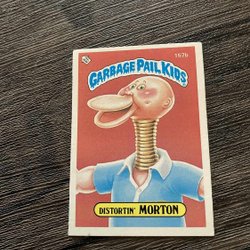 167b
GARBAGE PAIL KIDS
DISTORTIN' MORTON